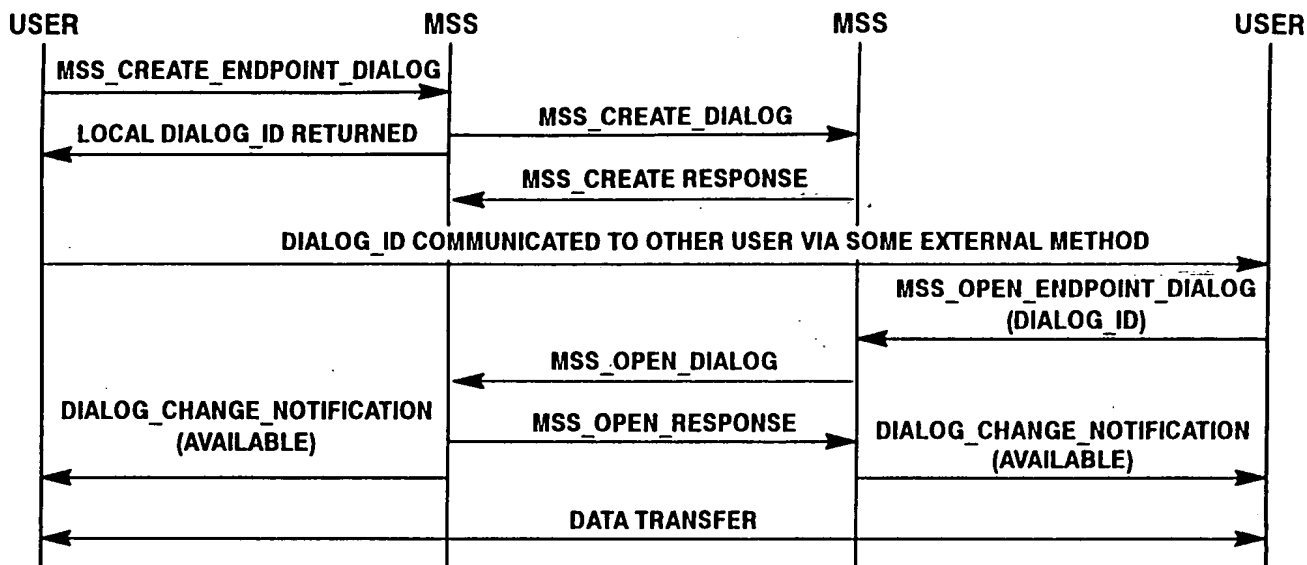 USER MSS MSS USER
MSS_CREATE_ENDPOINT_DIALOG
MSS_CREATE_DIALOG
LOCAL DIALOG_ID RETURNED
MSS_CREATE RESPONSE
DIALOG_ID COMMUNICATED TO OTHER USER VIA SOME EXTERNAL METHOD
MSS_OPEN_ENDPOINT_DIALOG
(DIALOG_ID)
MSS_OPEN_DIALOG
DIALOG_CHANGE_NOTIFICATION
(AVAILABLE)
MSS_OPEN_RESPONSE
DIALOG_CHANGE_NOTIFICATION
(AVAILABLE)
DATA TRANSFER